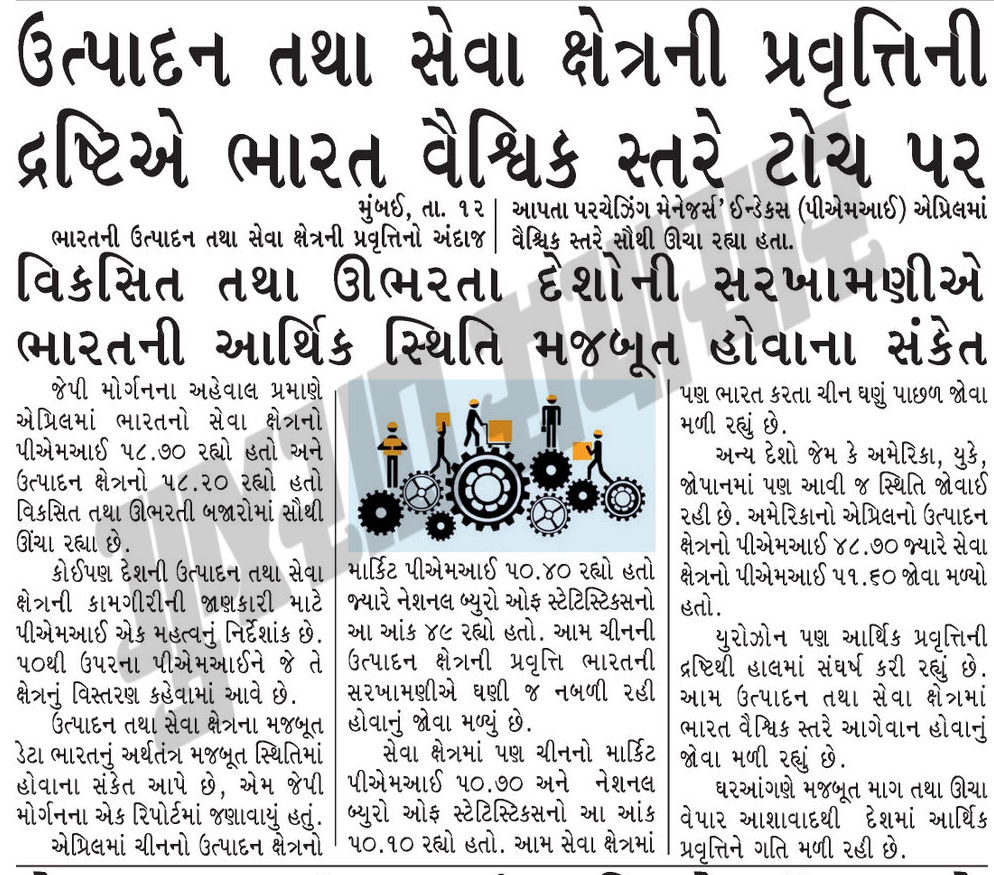 ઉત્પાદન તથા સેવા ક્ષેત્રની પ્રવૃત્તિની
દ્રષ્ટિએ ભારત વૈશ્વિક સ્તરે ટોચ પર
મુંબઈ, તા. ૧૨
ભારતની ઉત્પાદન તથા સેવા ક્ષેત્રની પ્રવૃત્તિનો અંદાજ
આપતા પરચેઝિંગ મેનેજર્સ' ઈન્ડેકસ (પીએમઆઈ) એપ્રિલમાં
વૈશ્વિક સ્તરે સૌથી ઊંચા રહ્યા હતા.
વિકસિત તથા ઊભરતા દેશોની સરખામણીએ
ભારતની આર્થિક સ્થિતિ મજબૂત હોવાના સંકેત
જેપી મોર્ગનના અહેવાલ પ્રમાણે
એપ્રિલમાં ભારતનો સેવા ક્ષેત્રનો
પીએમઆઈ ૫૮.૭૦ રહ્યો હતો અને
ઉત્પાદન ક્ષેત્રનો ૫૮.૨૦ રહ્યો હતો
વિકસિત તથા ઊભરતી બજારોમાં સૌથી
ઊંચા રહ્યા છે.
કોઈપણ દેશની ઉત્પાદન તથા સેવા
ક્ષેત્રની કામગીરીની જાણકારી માટે
પીએમઆઈ એક મહત્વનું નિર્દેશાંક છે.
૫૦થી ઉપરના પીએમઆઈને જે તે
ક્ષેત્રનું વિસ્તરણ કહેવામાં આવે છે.
ઉત્પાદન તથા સેવા ક્ષેત્રના મજબૂત
ડેટા ભારતનું અર્થતંત્ર મજબૂત સ્થિતિમાં
હોવાના સંકેત આપે છે, એમ જેપી
મોર્ગનના એક રિપોર્ટમાં જણાવાયું હતું.
એપ્રિલમાં ચીનનો ઉત્પાદન ક્ષેત્રનો
માર્કિટ પીએમઆઈ ૫૦.૪૦ રહ્યો હતો
જ્યારે નેશનલ બ્યુરો ઓફ સ્ટેટિસ્ટિકસનો
આ આંક ૪૯ રહ્યો હતો. આમ ચીનની
ઉત્પાદન ક્ષેત્રની પ્રવૃત્તિ ભારતની
સરખામણીએ ઘણી જ નબળી રહી
હોવાનું જોવા મળ્યું છે.
સેવા ક્ષેત્રમાં પણ ચીનનો માર્કિટ
પીએમઆઈ ૫૦.૭૦ અને નેશનલ
બ્યુરો ઓફ સ્ટેટિસ્ટિકસનો આ આંક
૫૦.૧૦ રહ્યો હતો. આમ સેવા ક્ષેત્રમાં
પણ ભારત કરતા ચીન ઘણું પાછળ જોવા
મળી રહ્યું છે.
અન્ય દેશો જેમ કે અમેરિકા, યુકે,
જાપાનમાં પણ આવી જ સ્થિતિ જોવાઈ
રહી છે. અમેરિકાનો એપ્રિલનો ઉત્પાદન
ક્ષેત્રનો પીએમઆઈ ૪૮.૭૦ જ્યારે સેવા
ક્ષેત્રનો પીએમઆઈ ૫૧.૬૦ જોવા મળ્યો
હતો.
યુરોઝોન પણ આર્થિક પ્રવૃત્તિની
દ્રષ્ટિથી હાલમાં સંઘર્ષ કરી રહ્યું છે.
આમ ઉત્પાદન તથા સેવા ક્ષેત્રમાં
ભારત વૈશ્વિક સ્તરે આગેવાન હોવાનું
જોવા મળી રહ્યું છે.
ઘરઆંગણે મજબૂત માગ તથા ઊંચા
વેપાર આશાવાદથી દેશમાં આર્થિક
પ્રવૃત્તિને ગતિ મળી રહી છે.
ગુજરાત સમાચાર